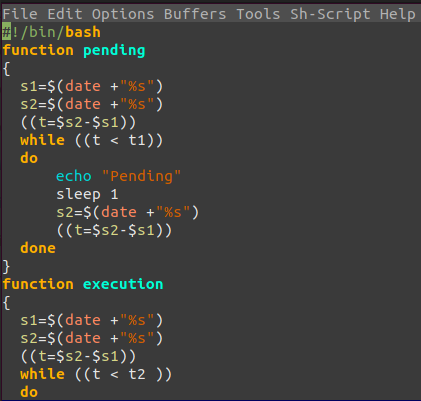 File Edit Options Buffers Tools Sh-Script Help
#!/bin/bash
function pending
{
  s1=$(date +"%s")
  s2=$(date +"%s")
  ((t=$s2-$s1))
  while ((t < t1))
  do
      echo "Pending"
      sleep 1
      s2=$(date +"%s")
      ((t=$s2-$s1))
  done
}
function execution
{
  s1=$(date +"%s")
  s2=$(date +"%s")
  ((t=$s2-$s1))
  while ((t < t2 ))
  do